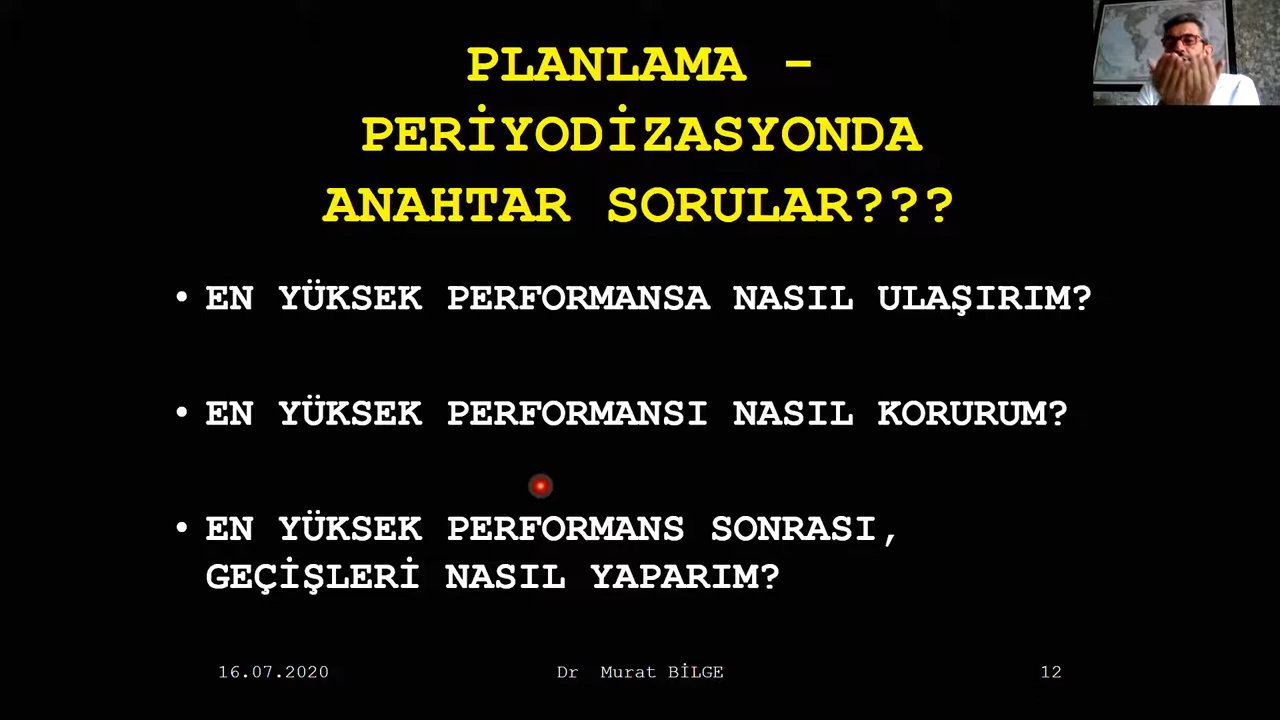 PLANLAMA -
PERİYODİZASYONDA
ANAHTAR SORULAR???
• EN YÜKSEK PERFORMANSA NASIL ULAŞIRIM?
• EN YÜKSEK PERFORMANSI NASIL KORURUM?
• EN YÜKSEK PERFORMANS SONRASI,
GEÇİŞLERİ NASIL YAPARIM?
16.07.2020 Dr Murat BİLGE 12